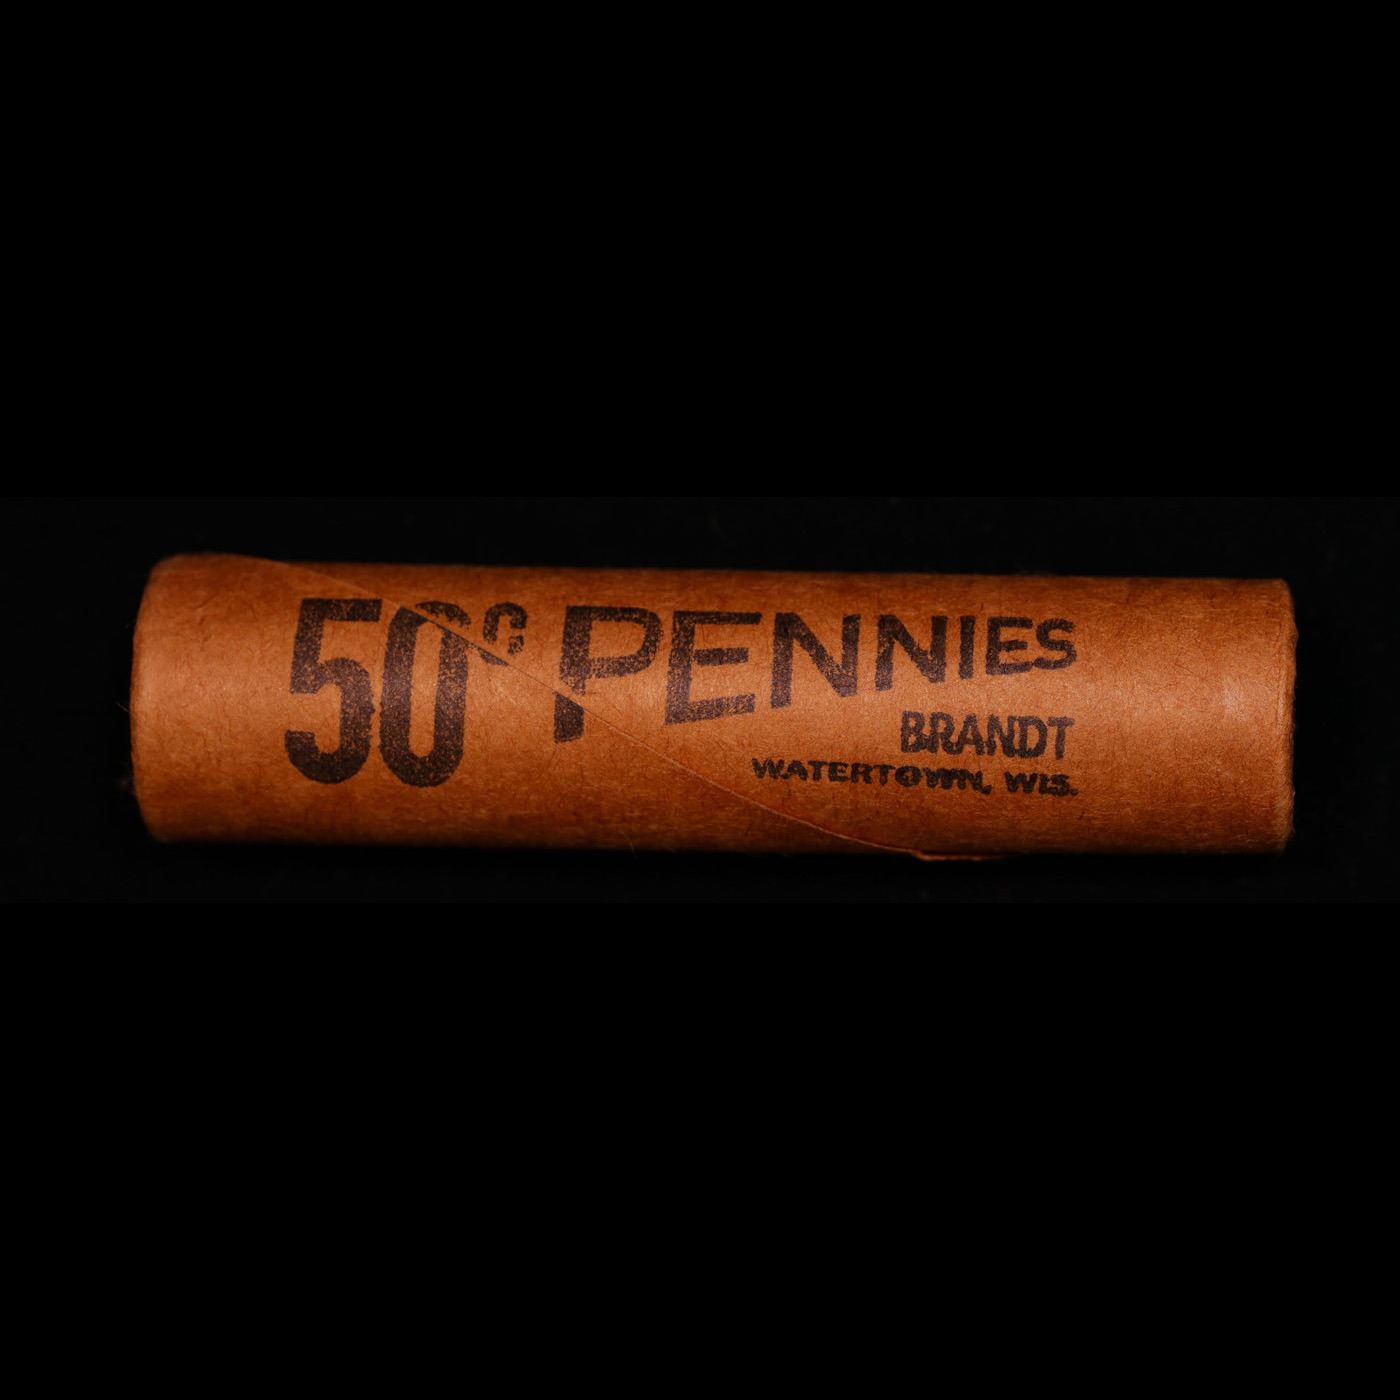 50¢ PENNIES
BRANDT
WATERTOWN, WIS.